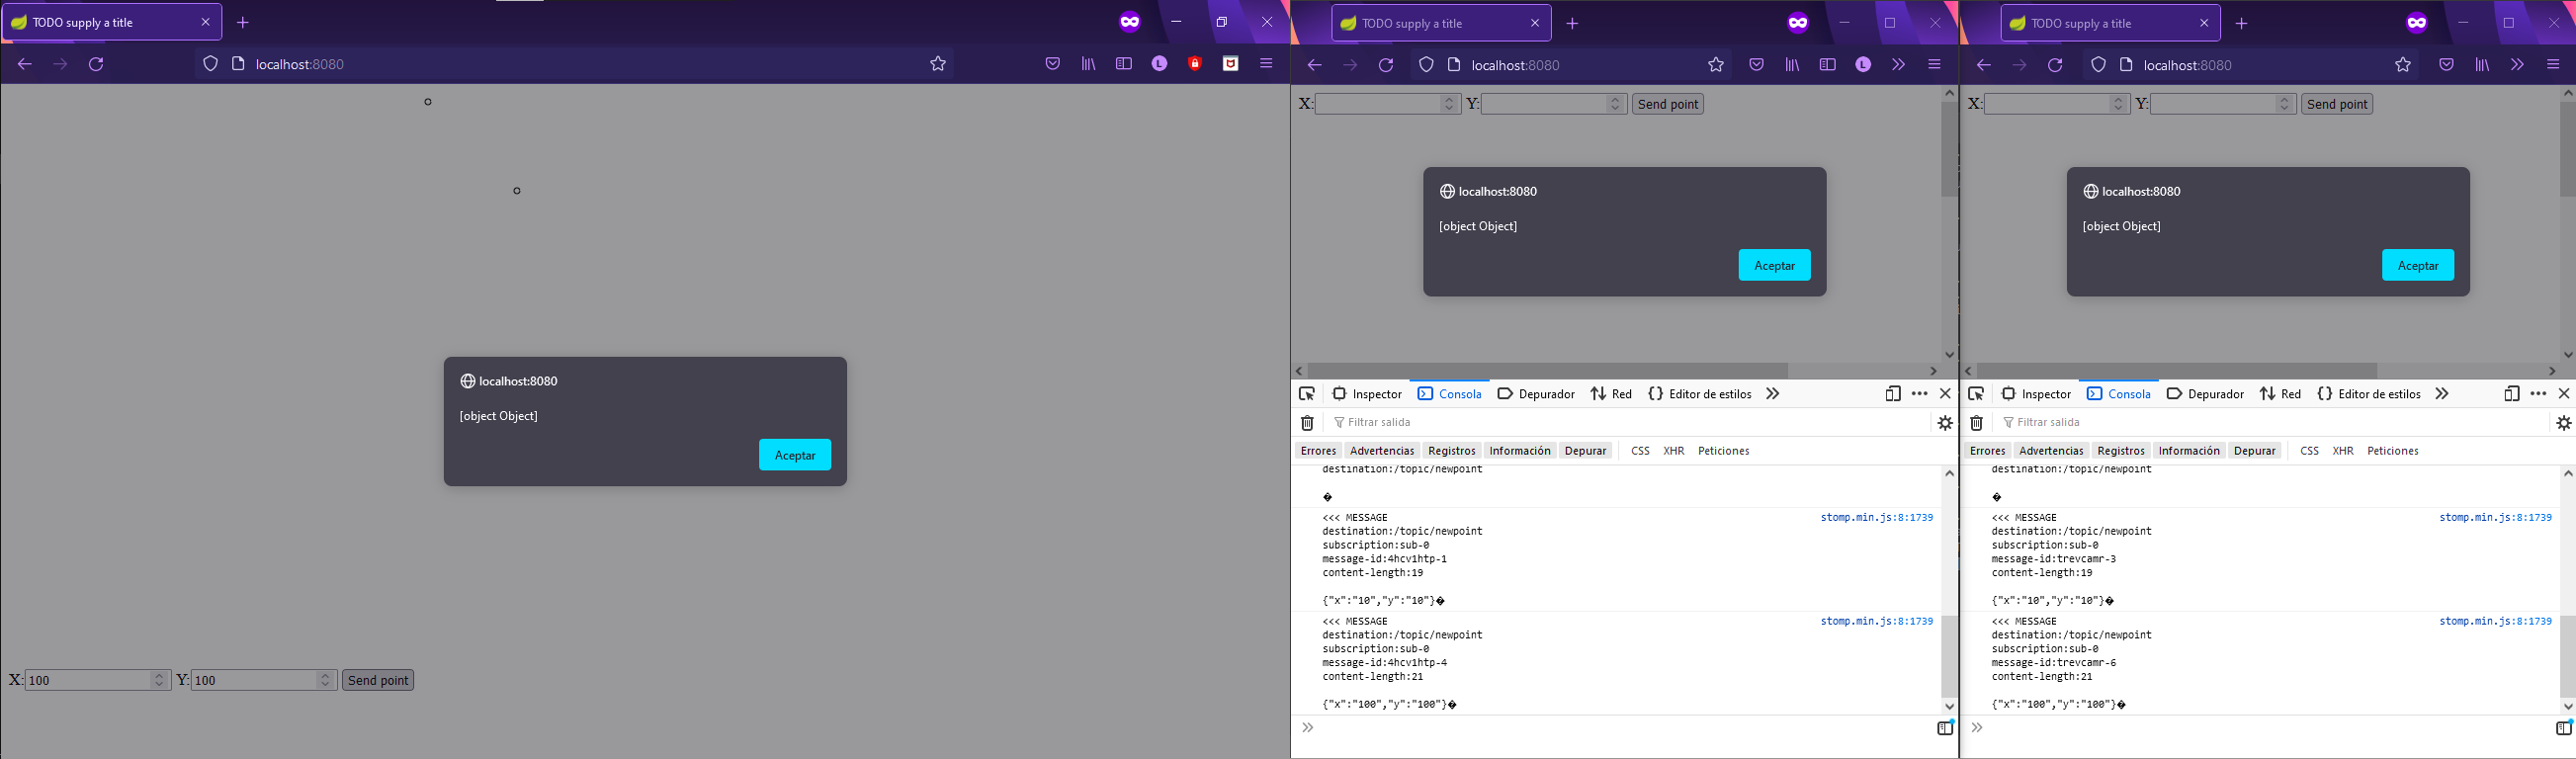 TODO supply a title
localhost:8080
localhost:8080
[object Object]
Aceptar
X: 100 Y: 100 Send point
TODO supply a title
localhost:8080
X: Y: Send point
localhost:8080
[object Object]
Aceptar
Inspector Consola Depurador Red Editor de estilos
Filtrar salida
Errores Advertencias Registros Información Depurar CSS XHR Peticiones
destination:/topic/newpoint
�
<<< MESSAGE stomp.min.js:8:1739
destination:/topic/newpoint
subscription:sub-0
message-id:4hcv1htp-1
content-length:19
{"x":"10","y":"10"}�
<<< MESSAGE stomp.min.js:8:1739
destination:/topic/newpoint
subscription:sub-0
message-id:4hcv1htp-4
content-length:21
{"x":"100","y":"100"}�
TODO supply a title
localhost:8080
X: Y: Send point
localhost:8080
[object Object]
Aceptar
Inspector Consola Depurador Red Editor de estilos
Filtrar salida
Errores Advertencias Registros Información Depurar CSS XHR Peticiones
destination:/topic/newpoint
�
<<< MESSAGE stomp.min.js:8:1739
destination:/topic/newpoint
subscription:sub-0
message-id:trevcamr-3
content-length:19
{"x":"10","y":"10"}�
<<< MESSAGE stomp.min.js:8:1739
destination:/topic/newpoint
subscription:sub-0
message-id:trevcamr-6
content-length:21
{"x":"100","y":"100"}�